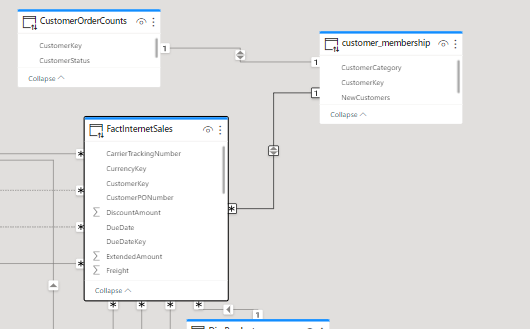 CustomerOrderCounts
CustomerKey
CustomerStatus
Collapse
1
customer_membership
1
CustomerCategory
CustomerKey
1
NewCustomers
Collapse
FactInternetSales
CarrierTrackingNumber
*
CurrencyKey
CustomerKey
*
CustomerPONumber
*
Σ DiscountAmount
DueDate
*
DueDateKey
Σ ExtendedAmount
*
Σ Freight
Collapse
* * * *
1